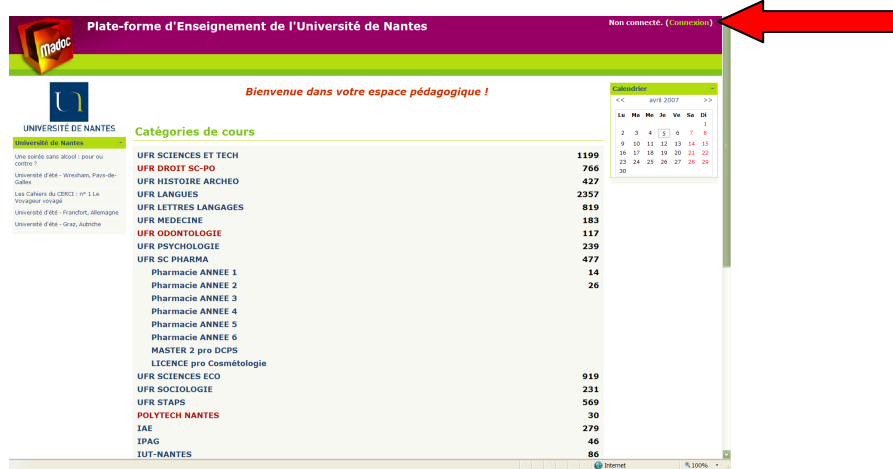 Plate-forme d'Enseignement de l'Université de Nantes
Non connecté. (Connexion)
madoc
Bienvenue dans votre espace pédagogique !
UNIVERSITÉ DE NANTES
Université de Nantes -
Une soirée sans alcool : pour ou
contre ?
Université d'été - Wrexham, Pays-de-
Galles
Les Cahiers du CERCI : n° 1 Le
Voyageur voyagé
Université d'été - Francfort, Allemagne
Université d'été - Graz, Autriche
Catégories de cours
UFR SCIENCES ET TECH 1199
UFR DROIT SC-PO 766
UFR HISTOIRE ARCHEO 427
UFR LANGUES 2357
UFR LETTRES LANGAGES 819
UFR MEDECINE 183
UFR ODONTOLOGIE 117
UFR PSYCHOLOGIE 239
UFR SC PHARMA 477
Pharmacie ANNEE 1 14
Pharmacie ANNEE 2 26
Pharmacie ANNEE 3
Pharmacie ANNEE 4
Pharmacie ANNEE 5
Pharmacie ANNEE 6
MASTER 2 pro DCPS
LICENCE pro Cosmétologie
UFR SCIENCES ECO 919
UFR SOCIOLOGIE 231
UFR STAPS 569
POLYTECH NANTES 30
IAE 279
IPAG 46
IUT-NANTES 86
Calendrier -
<< avril 2007 >>
Lu Ma Me Je Ve Sa Di
1
2 3 4 5 6 7 8
9 10 11 12 13 14 15
16 17 18 19 20 21 22
23 24 25 26 27 28 29
30
Internet 100%